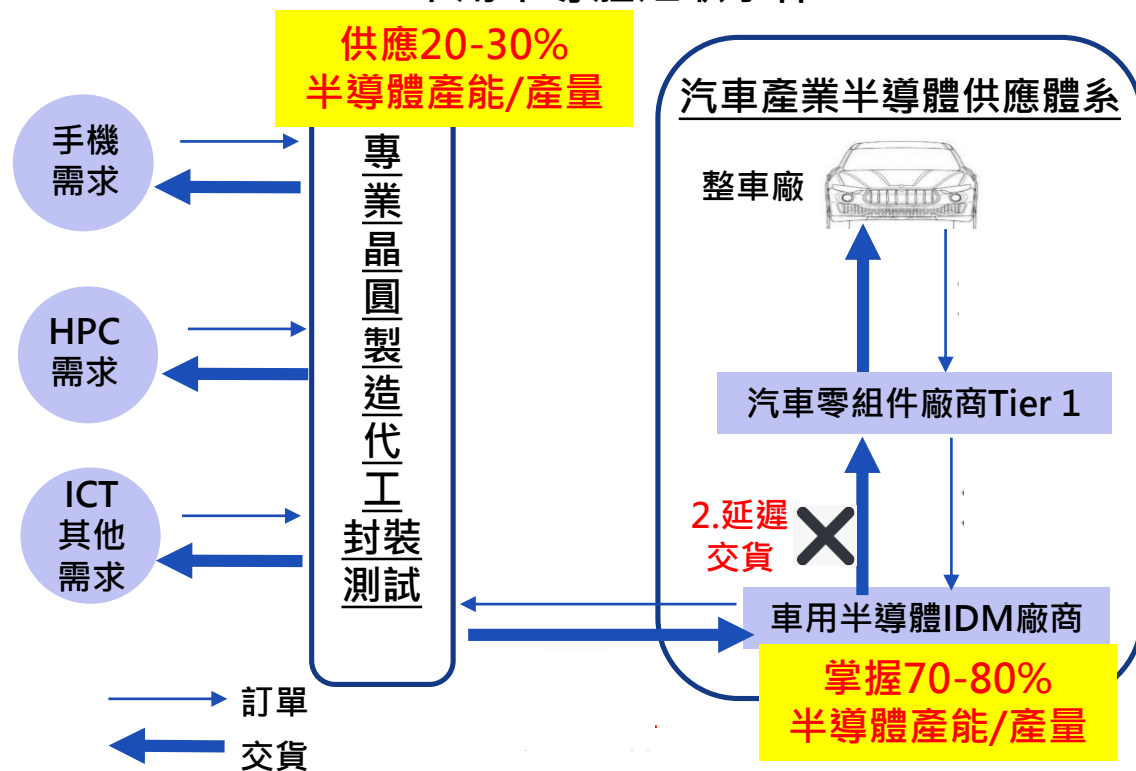 供應20-30%
半導體產能/產量
手機
需求
HPC
需求
ICT
其他
需求
專
業
晶
圓
製
造
代
工
封裝
測試
汽車產業半導體供應體系
整車廠
汽車零組件廠商Tier 1
2.延遲
交貨
車用半導體IDM廠商
掌握70-80%
半導體產能/產量
訂單
交貨